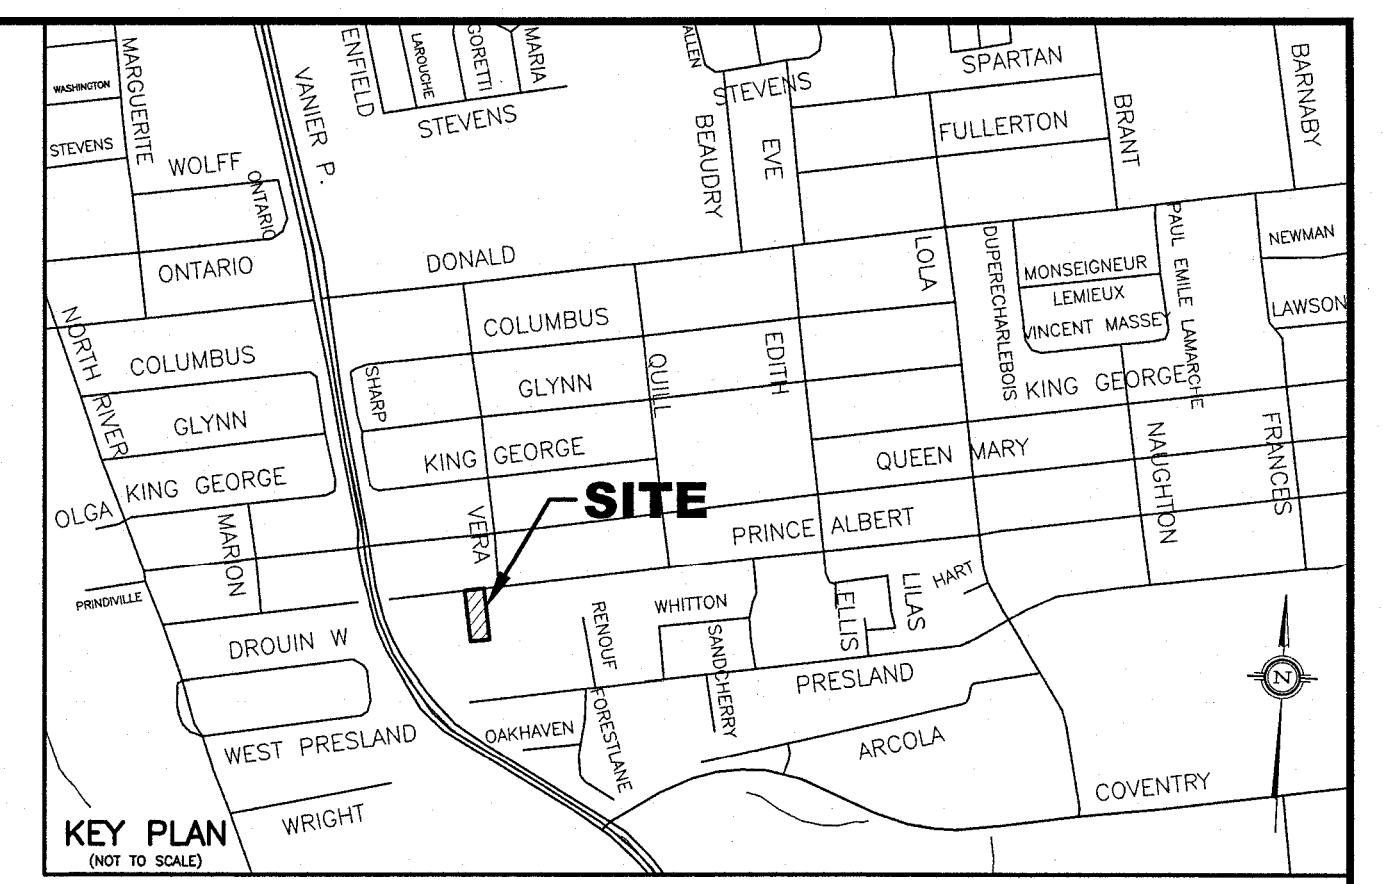 MARGUERITE
WASHINGTON
STEVENS
WOLFF
ONTARIO
ONTARIO
VANIER P.
ENFIELD
LAROUCHE
GORETTI
MARIA
STEVENS
ALLEN
STEVENS
BEAUDRY
EVE
SPARTAN
FULLERTON
BRANT
BARNABY
DONALD
LOLA
DUPERECHARLEBOIS
MONSEIGNEUR
LEMIEUX
VINCENT MASSEY
PAUL EMILE LAMARCHE
NEWMAN
LAWSON
NORTH RIVER
COLUMBUS
GLYNN
KING GEORGE
OLGA
MARION
PRINDIVILLE
SHARP
COLUMBUS
GLYNN
KING GEORGE
QUILL
EDITH
VERA
SITE
KING GEORGE
QUEEN MARY
NAUGHTON
FRANCES
PRINCE ALBERT
DROUIN W
WEST PRESLAND
WRIGHT
RENOUF
WHITTON
SANDCHERRY
ELLIS
LILAS
HART
PRESLAND
OAKHAVEN
FORESTLANE
ARCOLA
COVENTRY
N
KEY PLAN
(NOT TO SCALE)